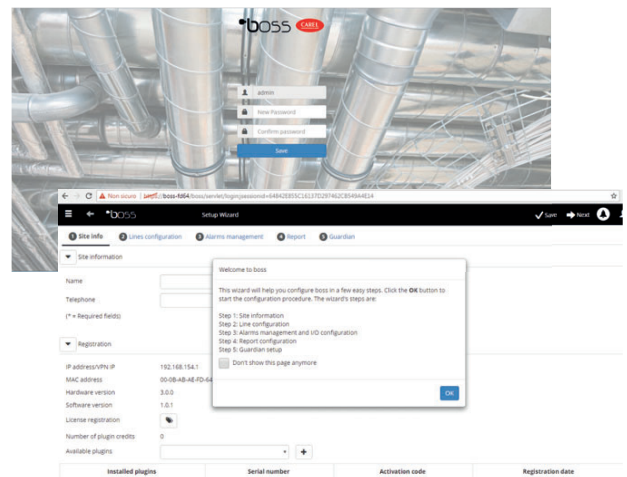 boss CAREL
admin
New Password
Confirm password
Save
Non sicuro | https://boss-fd64/boss/servlet/login;jsessionid=64842E855C16137D297462CB949A4E14
boss Setup Wizard Save Next
1 Site info 2 Lines configuration 3 Alarms management 4 Report 5 Guardian
Site information
Name
Telephone
(* = Required fields)
Welcome to boss
This wizard will help you configure boss in a few easy steps. Click the OK button to
start the configuration procedure. The wizard's steps are:
Step 1: Site information
Step 2: Line configuration
Step 3: Alarms management and I/O configuration
Step 4: Report configuration
Step 5: Guardian setup
Don't show this page anymore
OK
Registration
IP address/VPN IP 192.168.154.1
MAC address 00-0B-AB-AE-FD-64
Hardware version 3.0.0
Software version 1.0.1
License registration
Number of plugin credits 0
Available plugins
Installed plugins Serial number Activation code Registration date